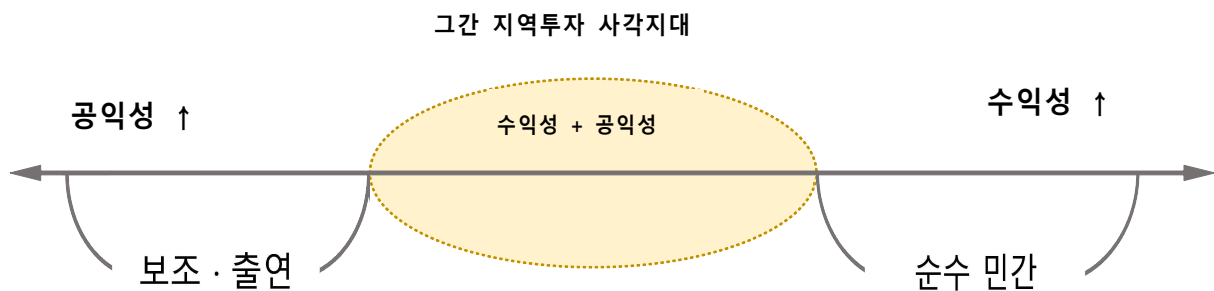 그간 지역투자 사각지대
공익성 ↑
수익성 + 공익성
수익성 ↑
보조 · 출연
순수 민간